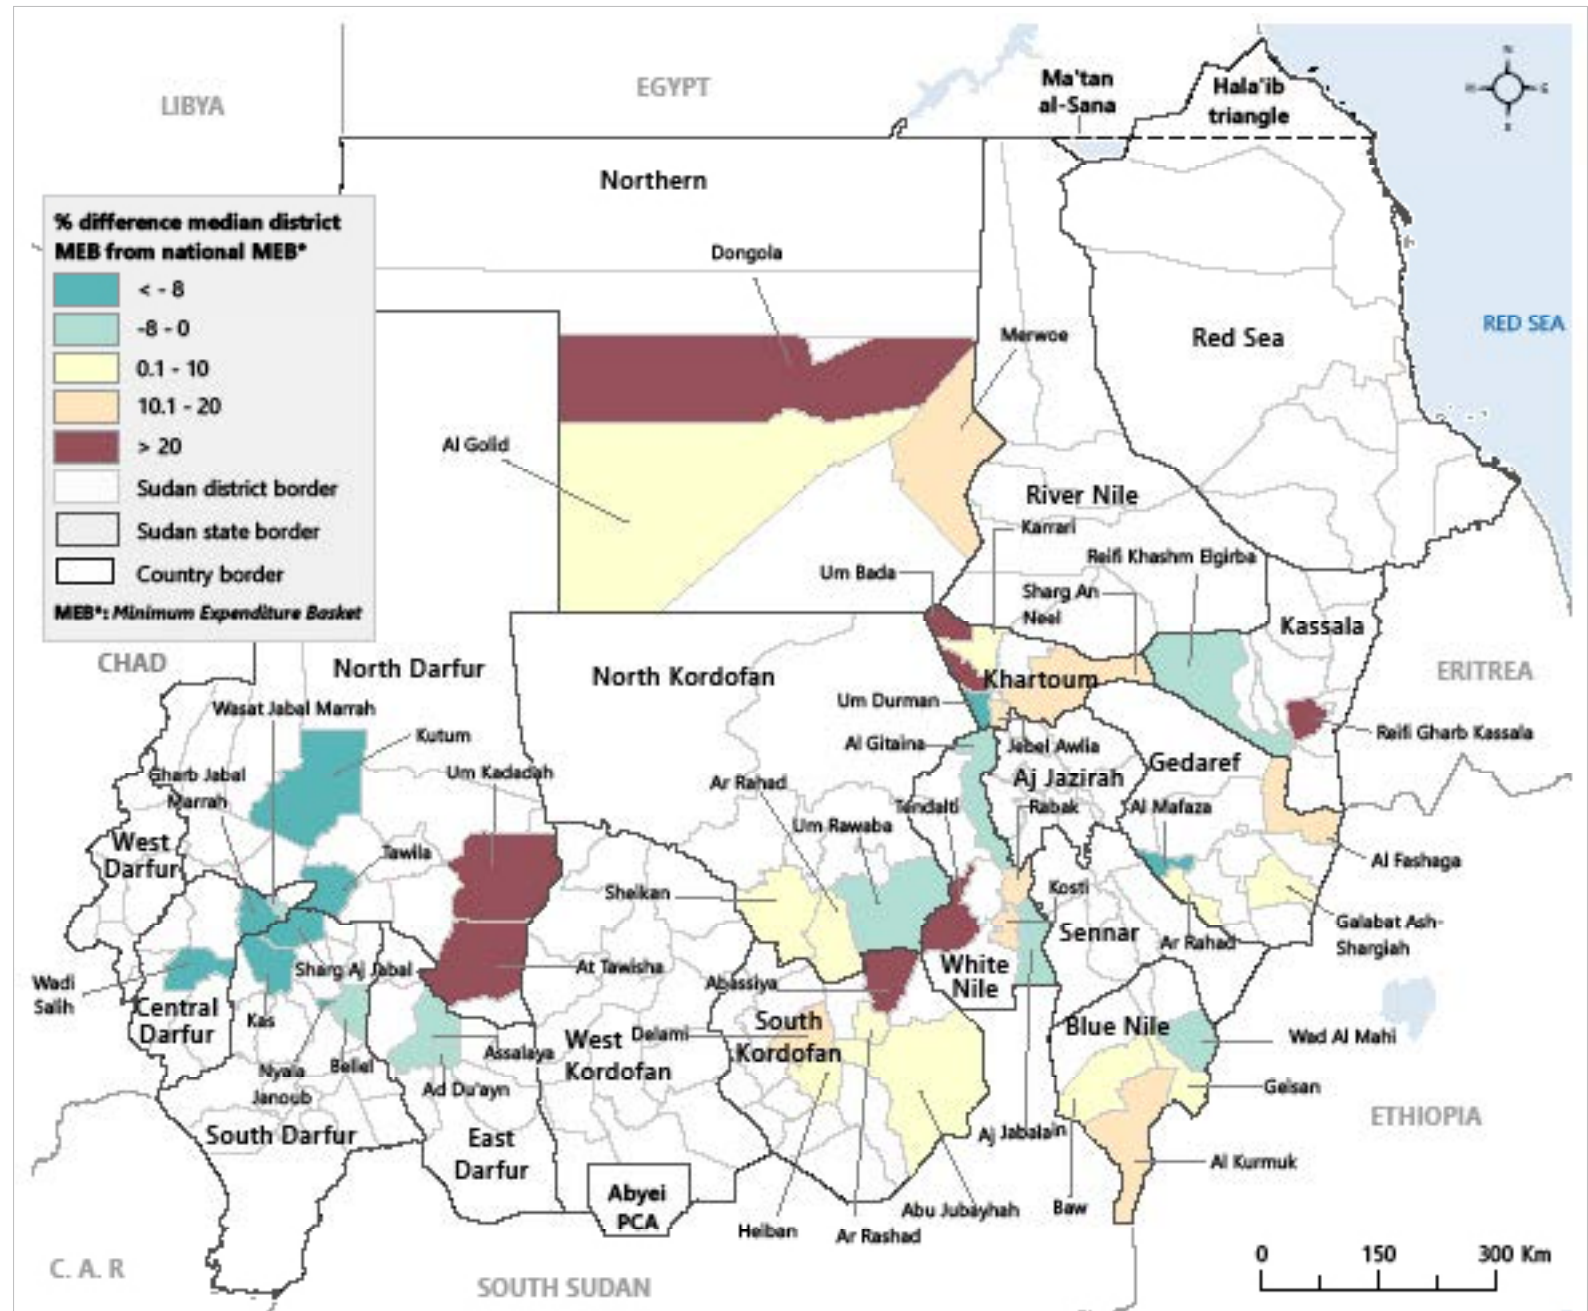 LIBYA
EGYPT
Ma'tan
al-Sana
Hala'ib
triangle
N
S
Northern
% difference median district
MEB from national MEB*
< - 8
-8 - 0
0.1 - 10
10.1 - 20
> 20
Sudan district border
Sudan state border
Country border
MEB*: Minimum Expenditure Basket
Dongola
Merwoe
Red Sea
RED SEA
Al Golid
River Nile
Karrari
Reifi Khashm Elgirba
Um Bada
Sharg An
Neel
Kassala
CHAD
North Darfur
North Kordofan
Khartoum
ERITREA
Wasat Jabal Marrah
Um Durman
Kutum
Al Gitaina
Jebel Awlia
Reifi Gharb Kassala
Gharb Jabal
Marrah
Um Kadadah
Ar Rahad
Aj Jazirah
Gedaref
Tendalti
Rabak
Al Mafaza
Um Rawaba
West
Darfur
Tawila
Al Fashaga
Sheikan
Kosti
Galabat Ash-
Shargiah
Sennar
Ar Rahad
Wadi
Salih
Sharg Aj Jabal
At Tawisha
Abassiya
White
Nile
Central
Darfur
Kas
South
Kordofan
Blue Nile
Wad Al Mahi
West
Kordofan
Delami
Assalaya
Nyala
Janoub
Beliel
Ad Du'ayn
Geisan
ETHIOPIA
South Darfur
East
Darfur
Aj Jabalain
Al Kurmuk
Abyei
PCA
Heiban
Ar Rashad
Abu Jubayhah
Baw
C. A. R
SOUTH SUDAN
0 150 300 Km